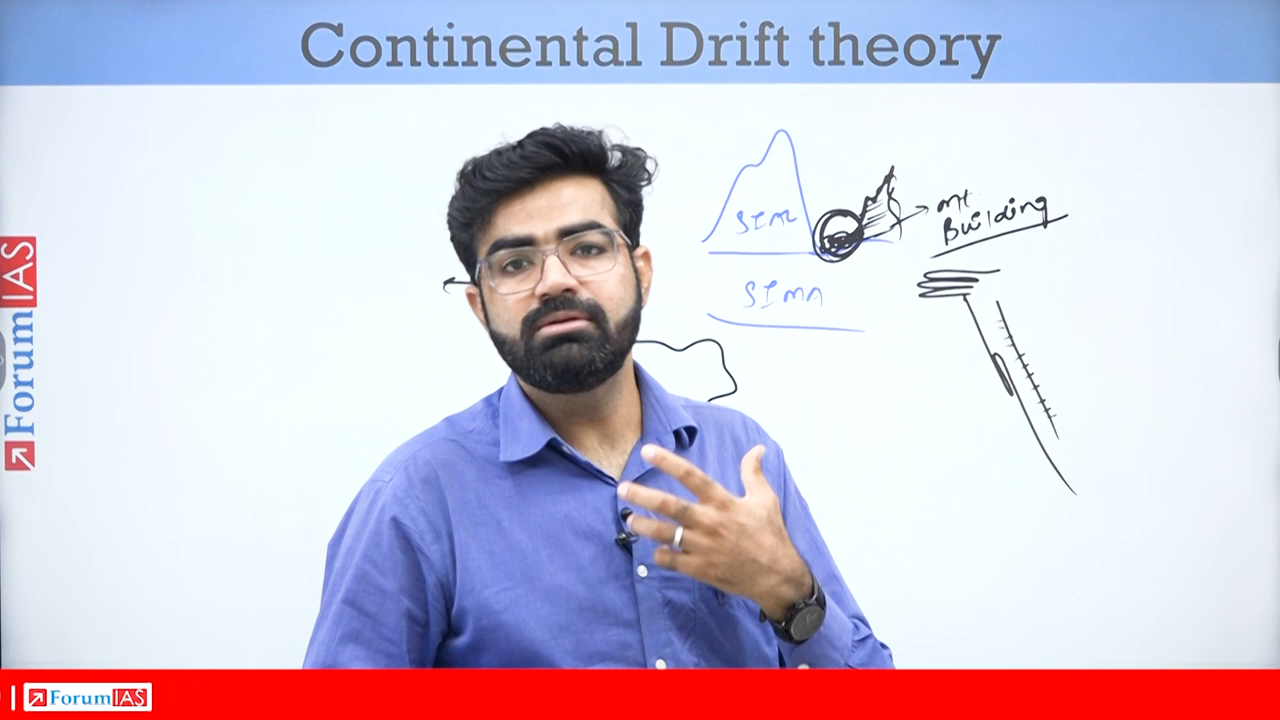 Continental Drift theory
SIAL
mt
Building
SIMA
ForumIAS
ForumIAS